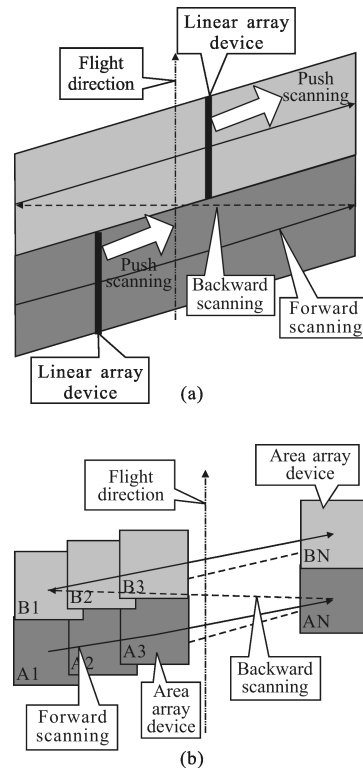 Linear array
device
Flight
direction
Push
scanning
Push
scanning
Backward
scanning
Forward
scanning
Linear array
device
(a)
Area array
device
Flight
direction
B1
B2
B3
BN
A1
A2
A3
AN
Forward
scanning
Area
array
device
Backward
scanning
(b)